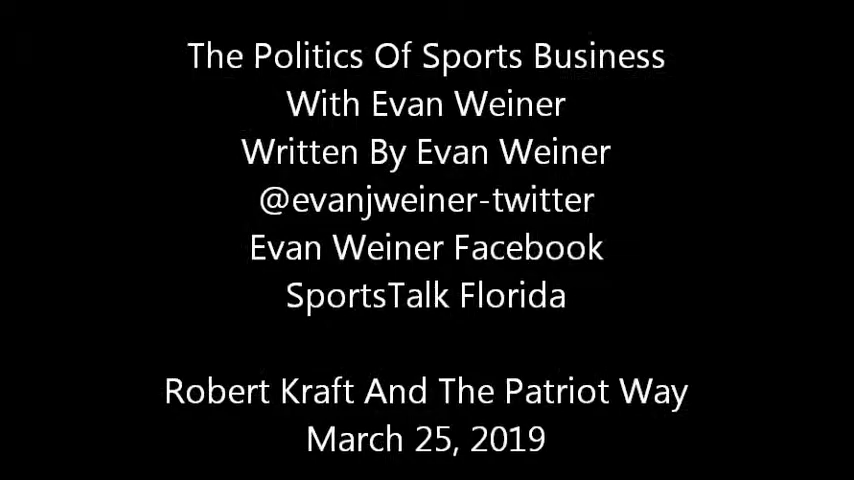 The Politics Of Sports Business
With Evan Weiner
Written By Evan Weiner
@evanjweiner-twitter
Evan Weiner Facebook
SportsTalk Florida
Robert Kraft And The Patriot Way
March 25, 2019